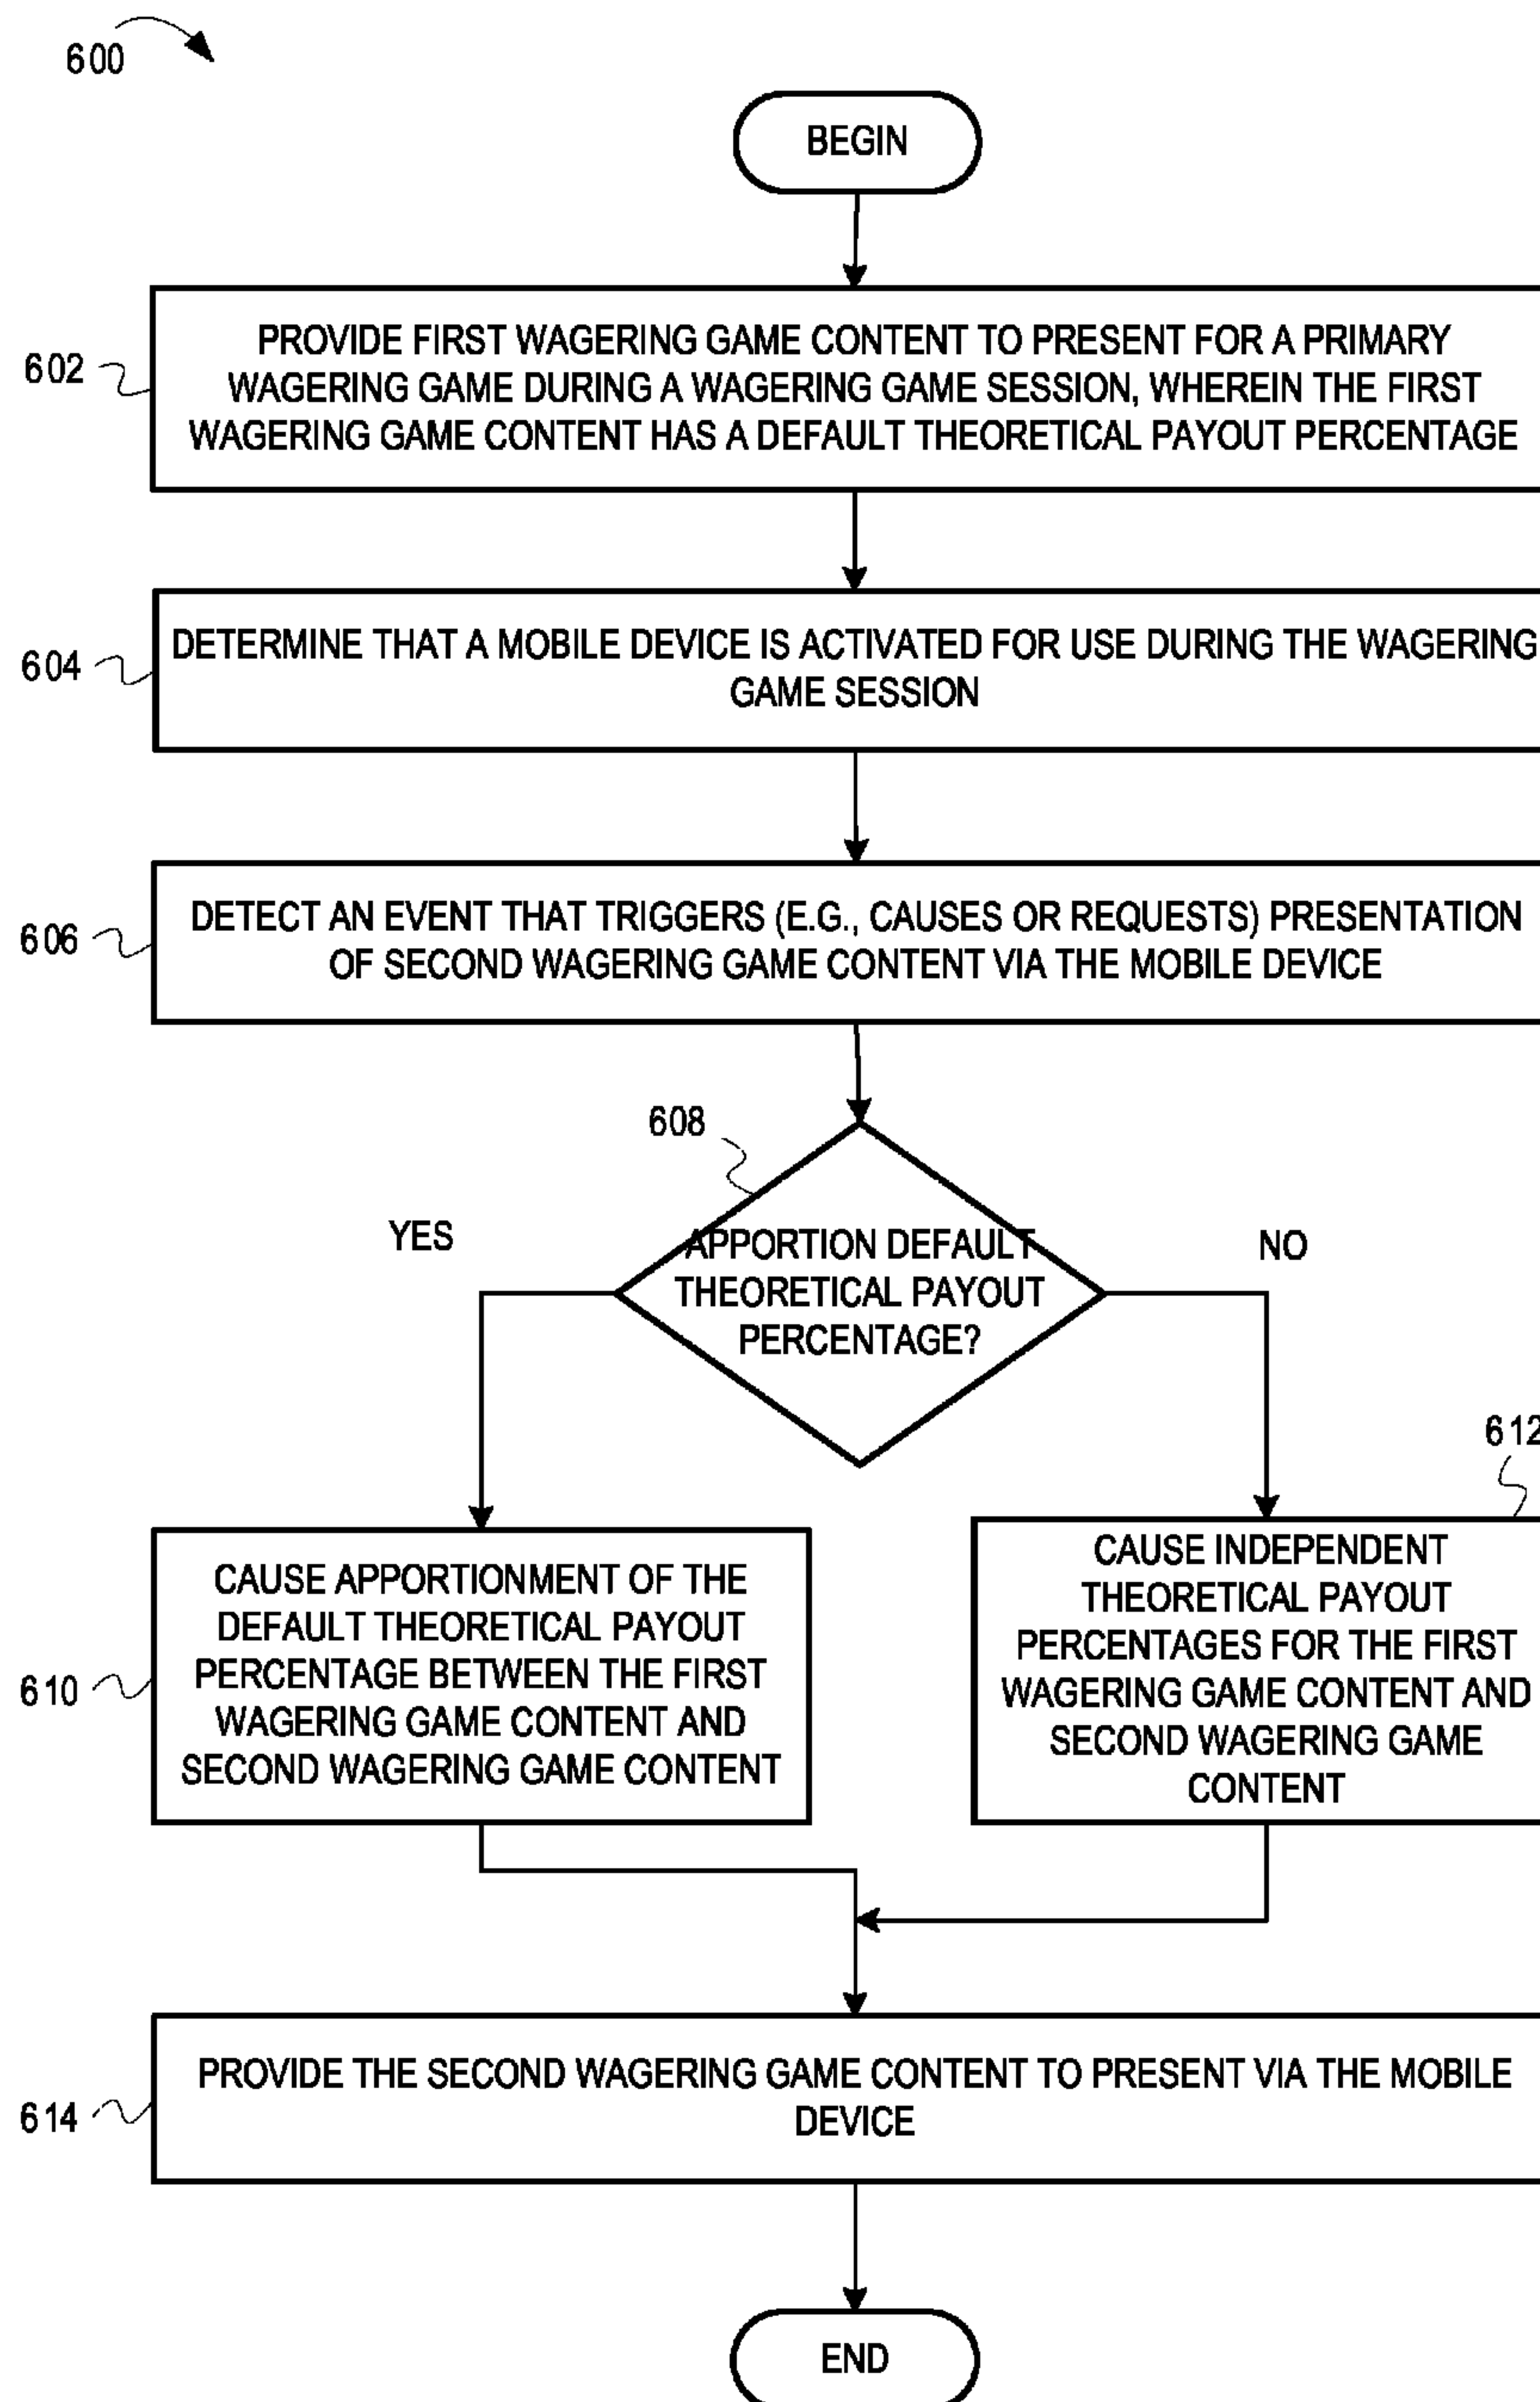 600
BEGIN
602
PROVIDE FIRST WAGERING GAME CONTENT TO PRESENT FOR A PRIMARY
WAGERING GAME DURING A WAGERING GAME SESSION, WHEREIN THE FIRST
WAGERING GAME CONTENT HAS A DEFAULT THEORETICAL PAYOUT PERCENTAGE
604
DETERMINE THAT A MOBILE DEVICE IS ACTIVATED FOR USE DURING THE WAGERING
GAME SESSION
606
DETECT AN EVENT THAT TRIGGERS (E.G., CAUSES OR REQUESTS) PRESENTATION
OF SECOND WAGERING GAME CONTENT VIA THE MOBILE DEVICE
608
YES
APPORTION DEFAULT
THEORETICAL PAYOUT
PERCENTAGE?
NO
610
CAUSE APPORTIONMENT OF THE
DEFAULT THEORETICAL PAYOUT
PERCENTAGE BETWEEN THE FIRST
WAGERING GAME CONTENT AND
SECOND WAGERING GAME CONTENT
612
CAUSE INDEPENDENT
THEORETICAL PAYOUT
PERCENTAGES FOR THE FIRST
WAGERING GAME CONTENT AND
SECOND WAGERING GAME
CONTENT
614
PROVIDE THE SECOND WAGERING GAME CONTENT TO PRESENT VIA THE MOBILE
DEVICE
END